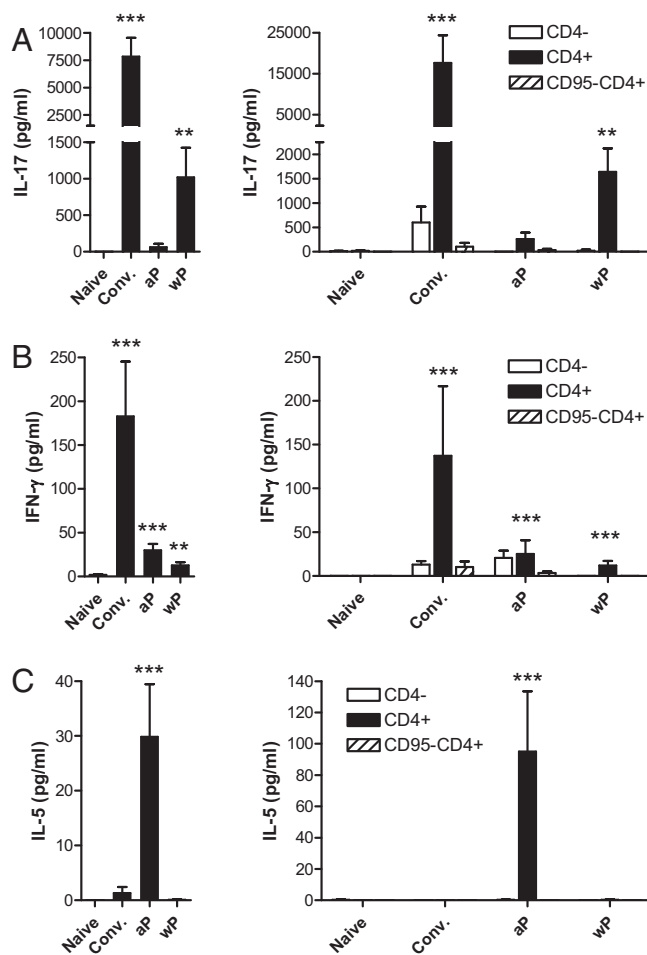 A
IL-17 (pg/ml)
10000
7500
5000
2500
1000
500
0
***
**
Naive
Conv.
aP
wP
IL-17 (pg/ml)
25000
15000
5000
2000
1500
1000
500
0
***
**
CD4-
CD4+
CD95-CD4+
Naive
Conv.
aP
wP
B
IFN-γ (pg/ml)
250
200
150
100
50
0
***
***
**
Naive
Conv.
aP
wP
IFN-γ (pg/ml)
250
200
150
100
50
0
***
***
***
CD4-
CD4+
CD95-CD4+
Naive
Conv.
aP
wP
C
IL-5 (pg/ml)
40
30
20
10
0
***
Naive
Conv.
aP
wP
IL-5 (pg/ml)
140
120
100
80
60
40
20
0
CD4-
CD4+
CD95-CD4+
***
Naive
Conv.
aP
wP